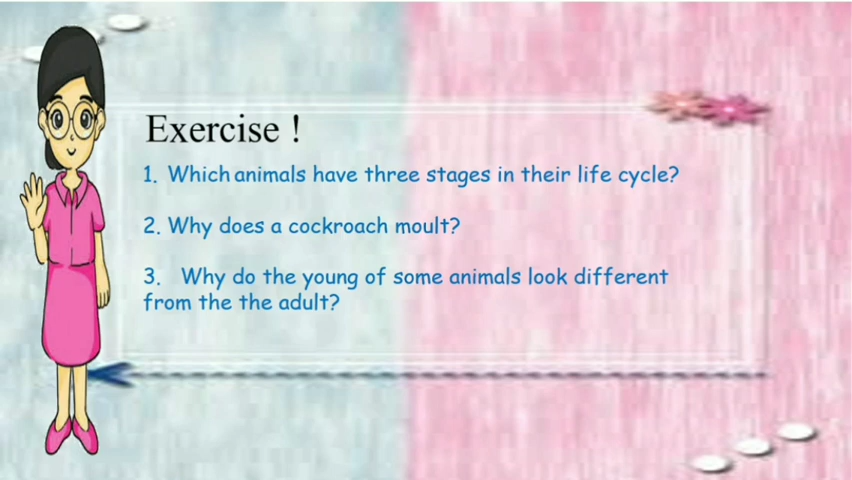 Exercise !
1. Which animals have three stages in their life cycle?
2. Why does a cockroach moult?
3. Why do the young of some animals look different
from the the adult?